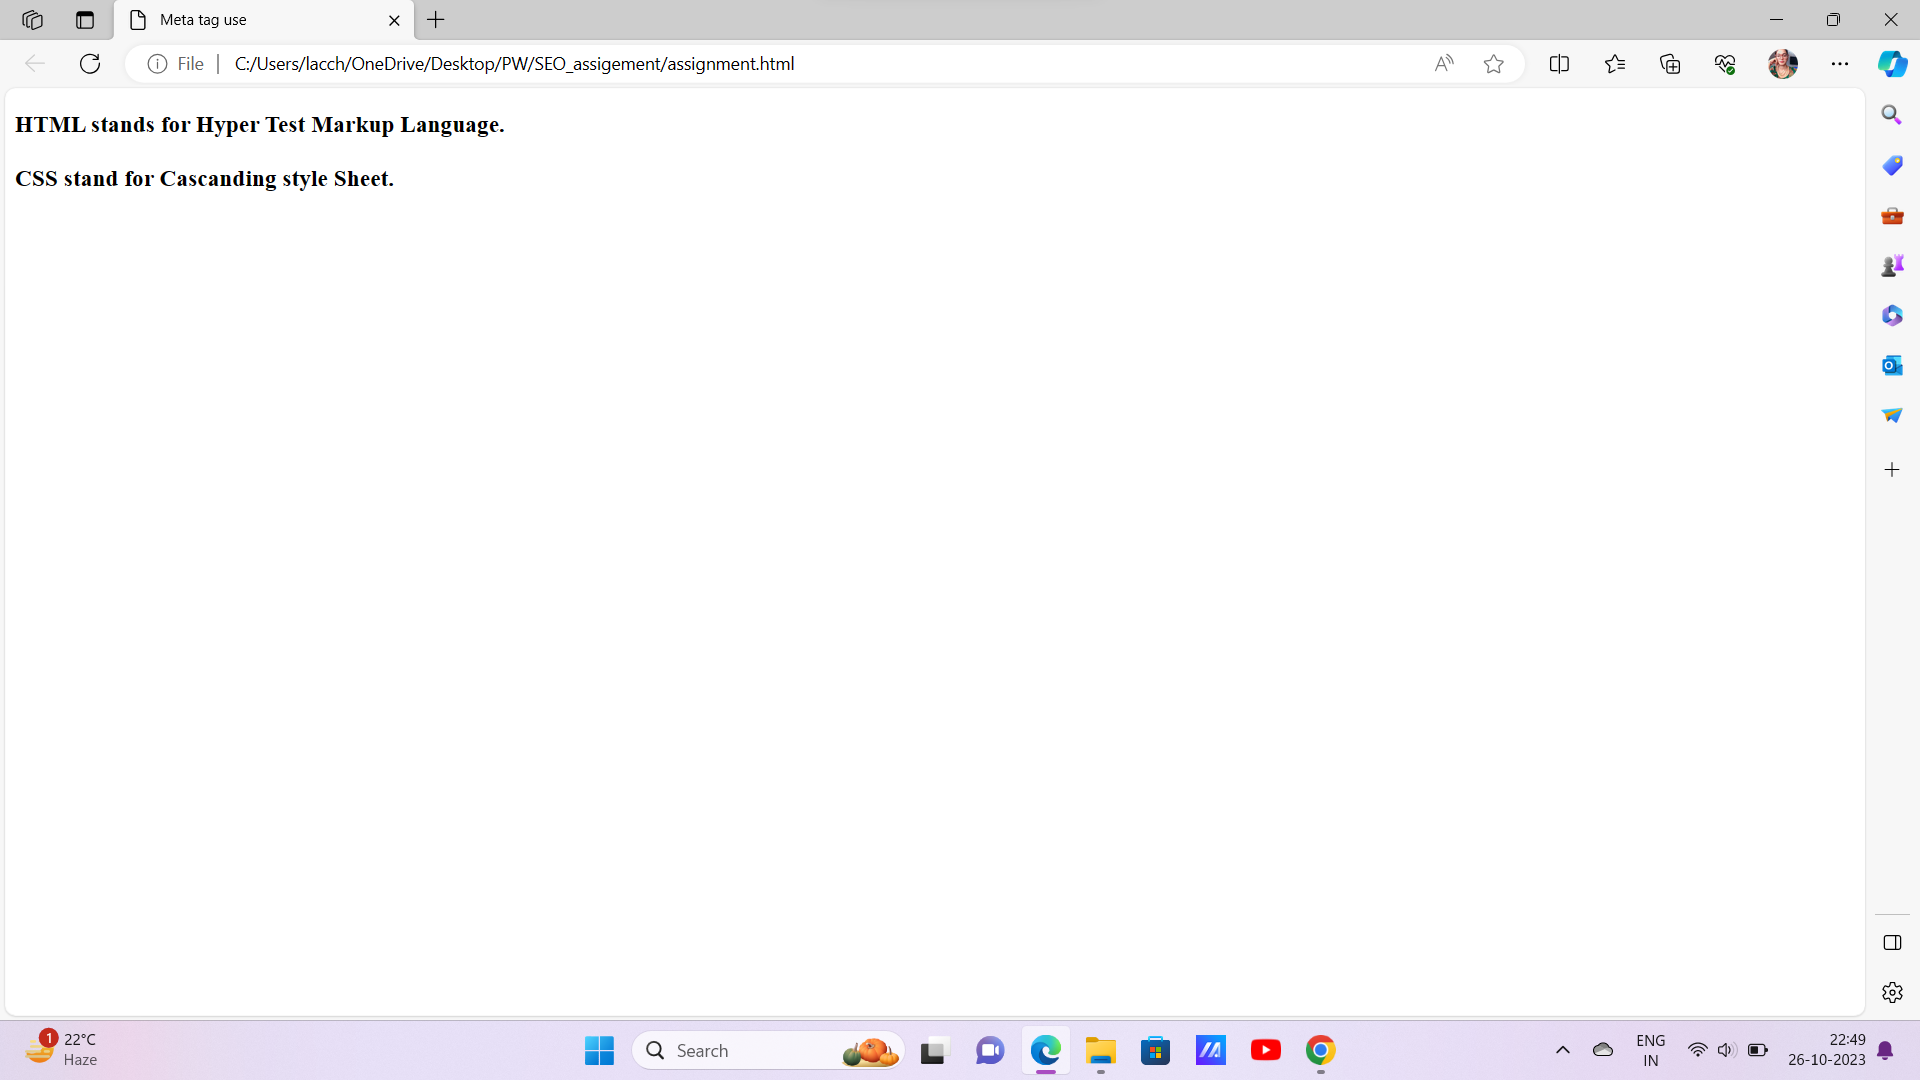 Meta tag use
File
C:/Users/lacch/OneDrive/Desktop/PW/SEO_assigement/assignment.html
HTML stands for Hyper Test Markup Language.
CSS stand for Cascanding style Sheet.
1
22°C
Haze
Search
ENG
IN
22:49
26-10-2023